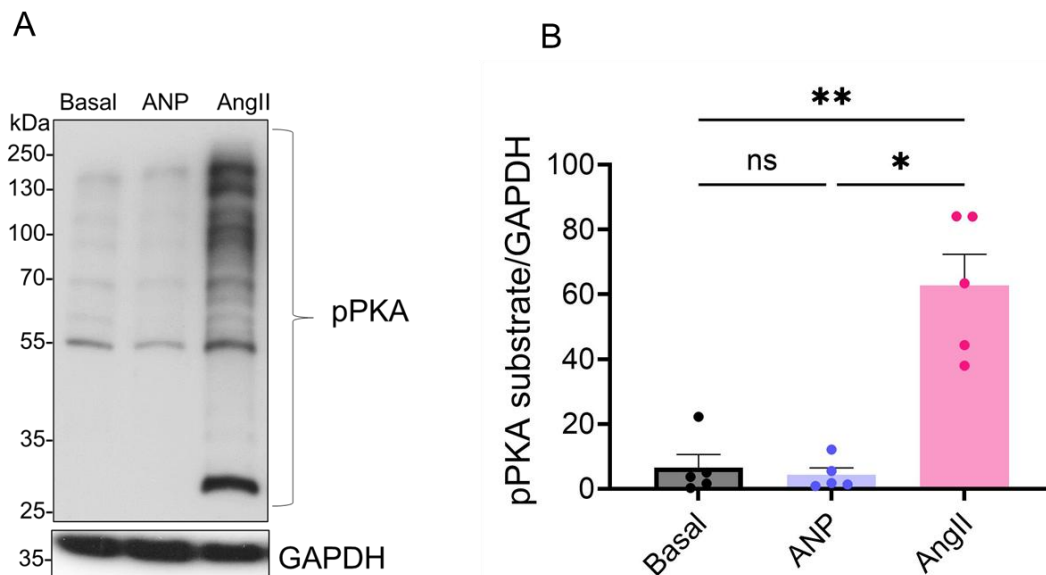 A
Basal ANP AngII
kDa
250-
130-
100-
70-
55-
35-
25-
35-
pPKA
GAPDH
B
**
ns *
pPKA substrate/GAPDH
100
80
60
40
20
0
Basal
ANP
AngII